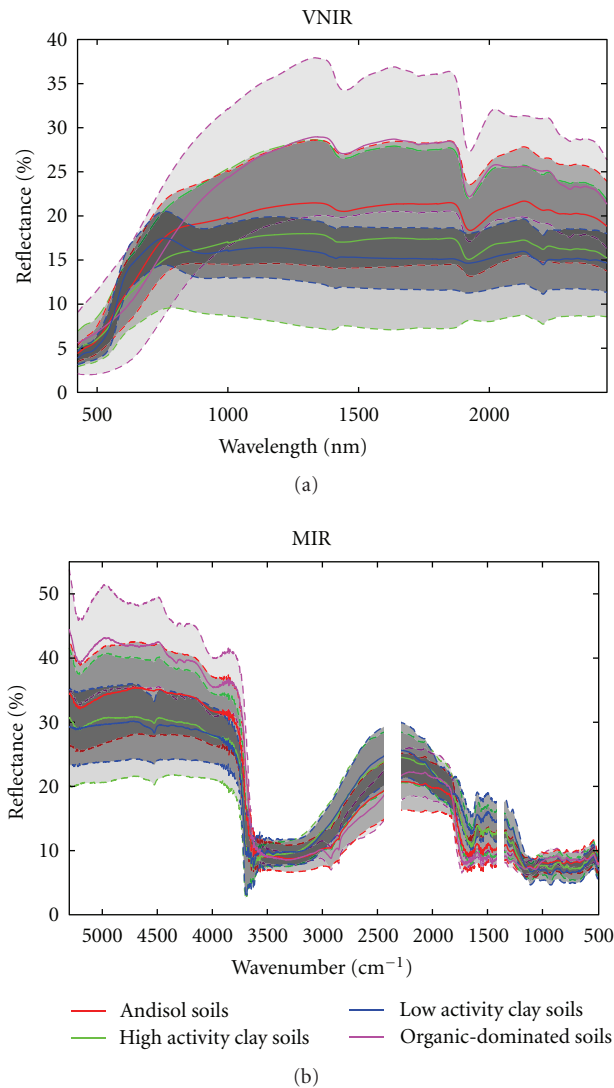 VNIR
40
35
30
25
20
15
10
5
0
Reflectance (%)
500 1000 1500 2000
Wavelength (nm)
(a)
MIR
50
40
30
20
10
0
Reflectance (%)
5000 4500 4000 3500 3000 2500 2000 1500 1000 500
Wavenumber (cm⁻¹)
Andisol soils Low activity clay soils
High activity clay soils Organic-dominated soils
(b)